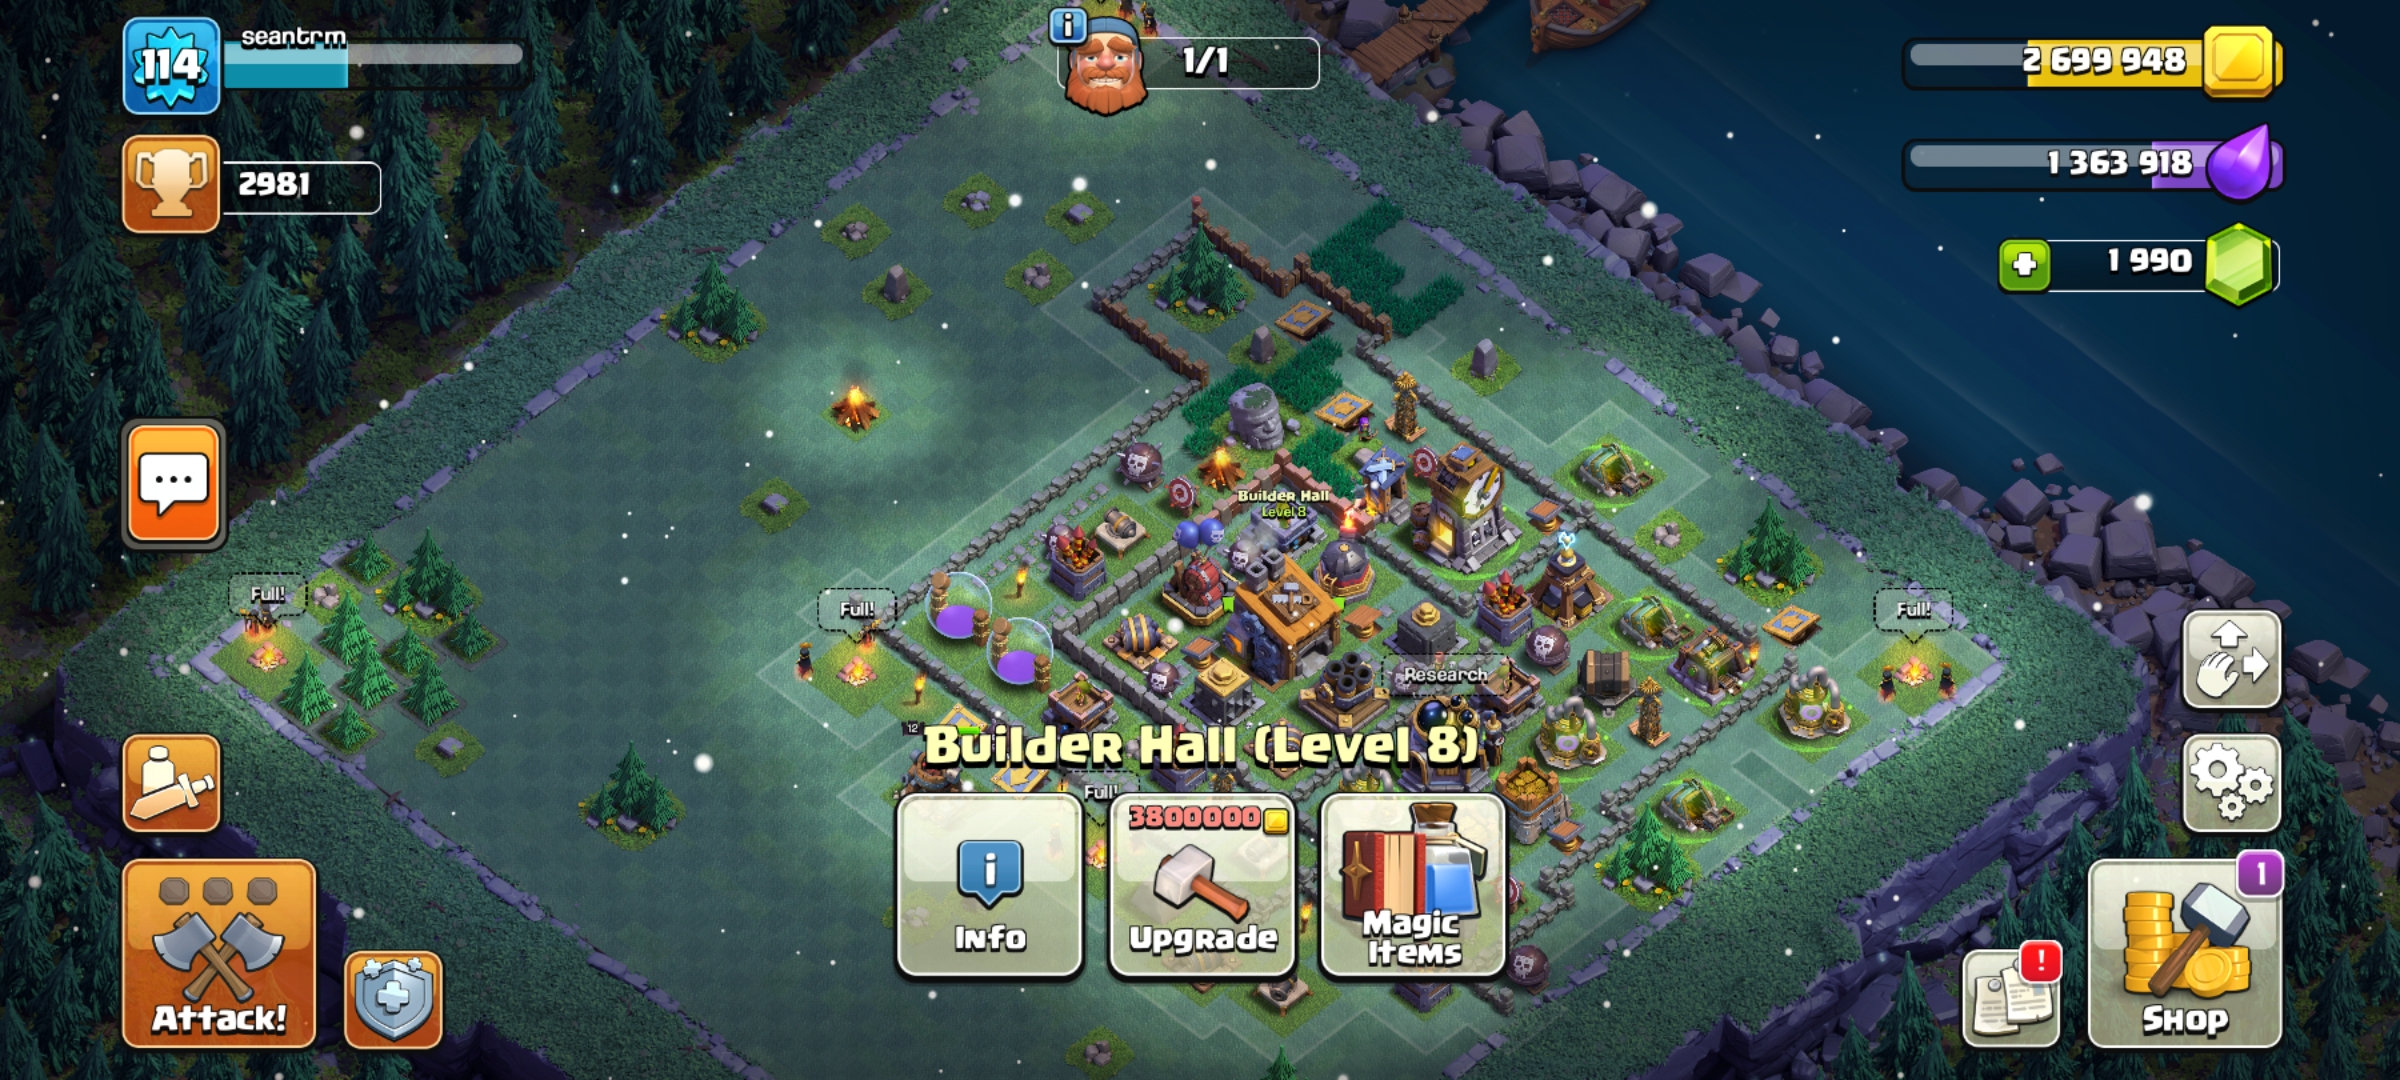 114
seantrm
i
1/1
2 699 948
2981
1 363 918
1 990
Builder Hall
Level 8
Full!
Full!
Full!
Research
12
Builder Hall (Level 8)
Full!
3800000
i
Info
Upgrade
Magic
Items
1
!
Attack!
Shop